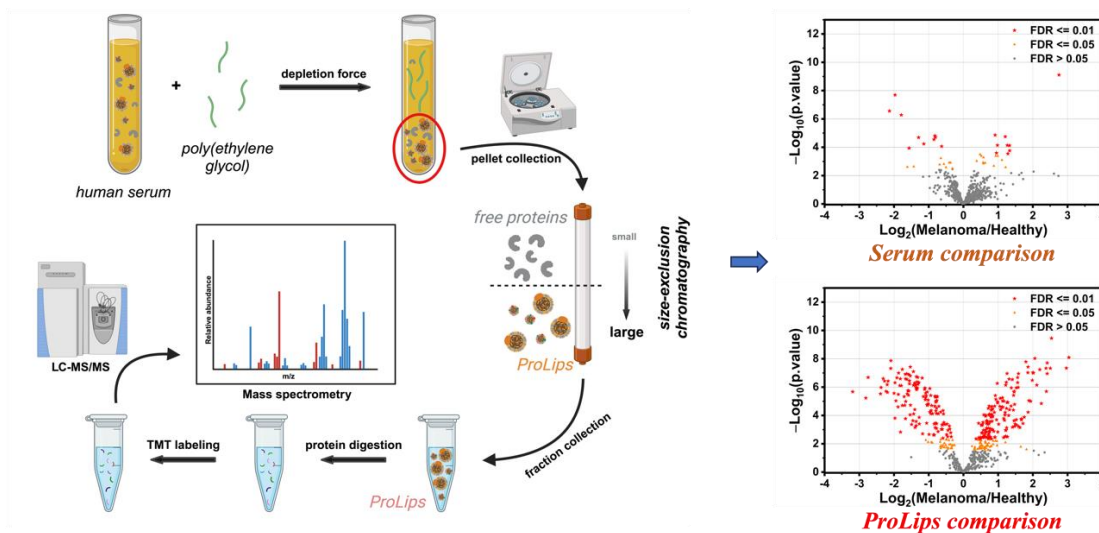 human serum
+
poly(ethylene
glycol)
depletion force
pellet collection
free proteins
small
large
ProLips
size-exclusion
chromatography
fraction collection
ProLips
protein digestion
TMT labeling
LC-MS/MS
Relative abundance
m/z
Mass spectrometry
FDR <= 0.01
FDR <= 0.05
FDR > 0.05
−Log10(p.value)
12
10
8
6
4
2
0
-4 -3 -2 -1 0 1 2 3 4
Log2(Melanoma/Healthy)
Serum comparison
FDR <= 0.01
FDR <= 0.05
FDR > 0.05
−Log10(p.value)
12
10
8
6
4
2
0
-4 -3 -2 -1 0 1 2 3 4
Log2(Melanoma/Healthy)
ProLips comparison